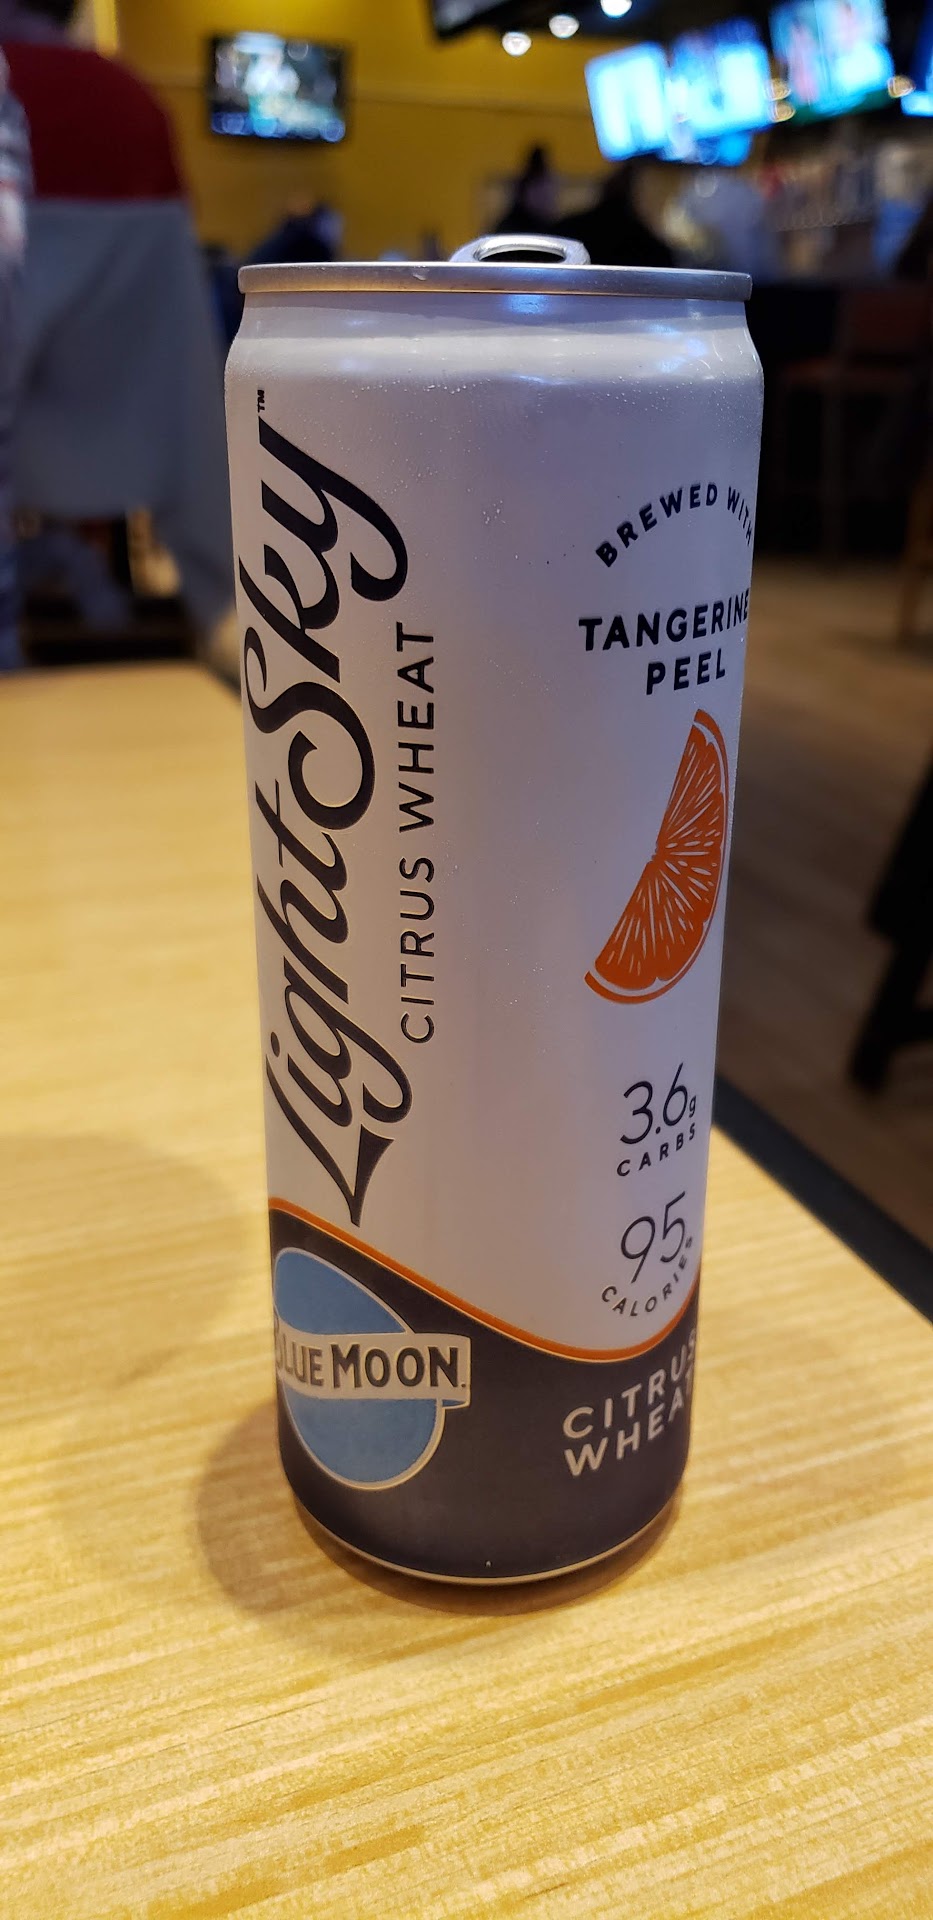 LightSky™
CITRUS WHEAT
BLUE MOON.
BREWED WITH
TANGERINE
PEEL
3.6g
CARBS
95
CALORIES
CITRUS
WHEAT